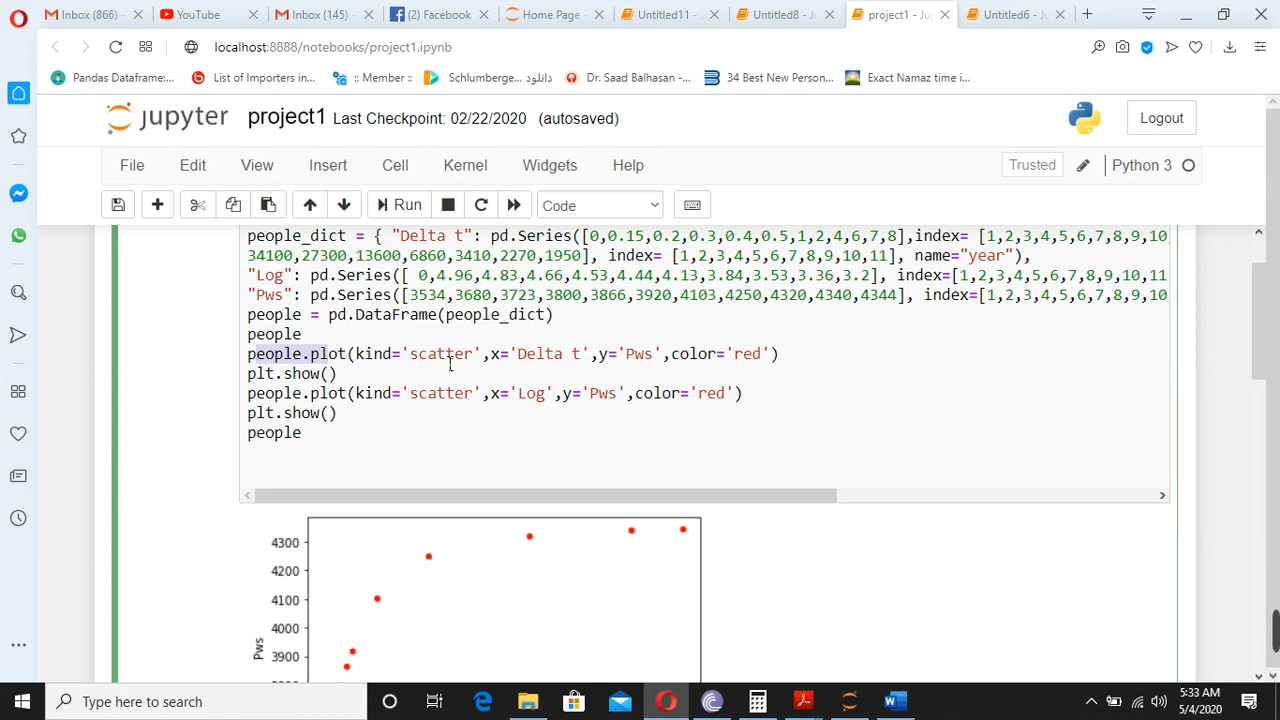 Inbox (866) - YouTube Inbox (145) - (2) Facebook Home Page - Untitled11 - Untitled8 - Ju project1 - Ju Untitled6 - Ju
localhost:8888/notebooks/project1.ipynb
Pandas Dataframe:... List of Importers in... :: Member :: Schlumberge... دانلود Dr. Saad Balhasan -... 34 Best New Person... Exact Namaz time i...
jupyter project1 Last Checkpoint: 02/22/2020 (autosaved) Logout
File Edit View Insert Cell Kernel Widgets Help Trusted Python 3
Run Code
people_dict = { "Delta t": pd.Series([0,0.15,0.2,0.3,0.4,0.5,1,2,4,6,7,8],index= [1,2,3,4,5,6,7,8,9,10
34100,27300,13600,6860,3410,2270,1950], index= [1,2,3,4,5,6,7,8,9,10,11], name="year"),
"Log": pd.Series([ 0,4.96,4.83,4.66,4.53,4.44,4.13,3.84,3.53,3.36,3.2], index=[1,2,3,4,5,6,7,8,9,10,11
"Pws": pd.Series([3534,3680,3723,3800,3866,3920,4103,4250,4320,4340,4344], index=[1,2,3,4,5,6,7,8,9,10
people = pd.DataFrame(people_dict)
people
people.plot(kind='scatter',x='Delta t',y='Pws',color='red')
plt.show()
people.plot(kind='scatter',x='Log',y='Pws',color='red')
plt.show()
people
4300
4200
4100
4000
3900
Pws
Type here to search
5:33 AM
5/4/2020